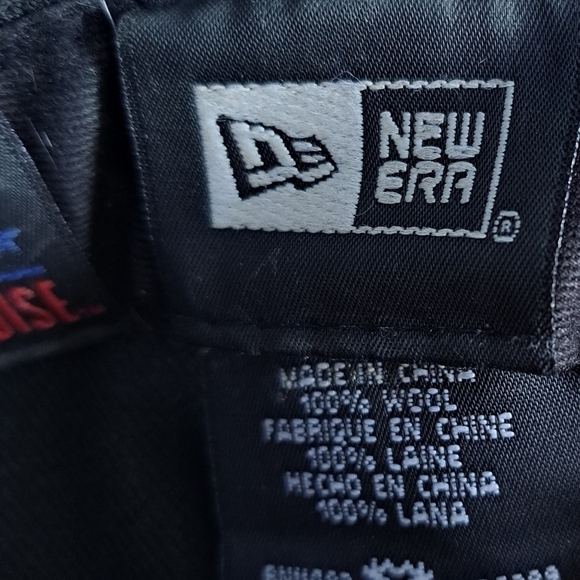 NEW
ERA
®
MADE IN CHINA
100% WOOL
FABRIQUE EN CHINE
100% LAINE
HECHO EN CHINA
100% LANA